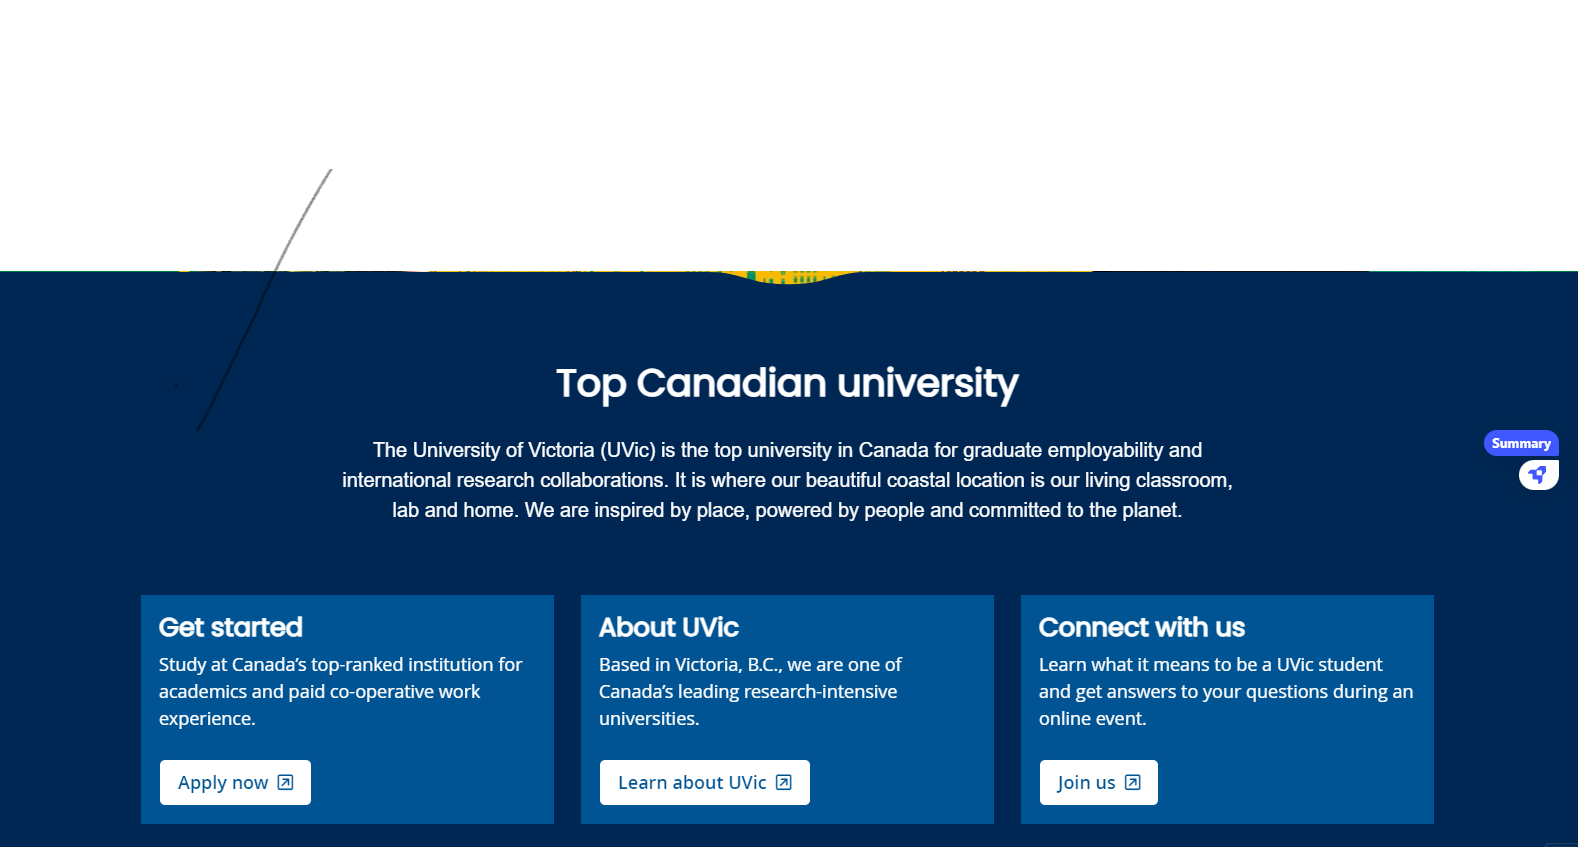 Top Canadian university
The University of Victoria (UVic) is the top university in Canada for graduate employability and
international research collaborations. It is where our beautiful coastal location is our living classroom,
lab and home. We are inspired by place, powered by people and committed to the planet.
Summary
Get started
Study at Canada’s top-ranked institution for
academics and paid co-operative work
experience.
Apply now
About UVic
Based in Victoria, B.C., we are one of
Canada’s leading research-intensive
universities.
Learn about UVic
Connect with us
Learn what it means to be a UVic student
and get answers to your questions during an
online event.
Join us